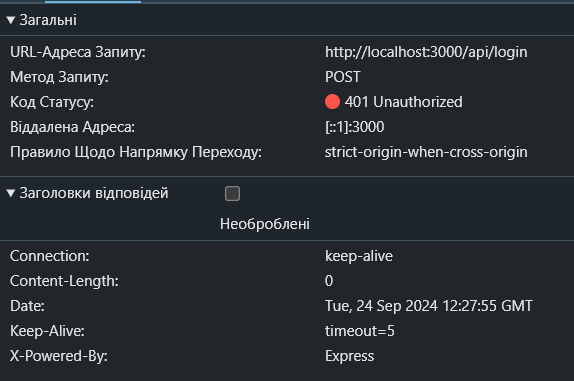 Загальні
URL-Адреса Запиту: http://localhost:3000/api/login
Метод Запиту: POST
Код Статусу: 401 Unauthorized
Віддалена Адреса: [::1]:3000
Правило Щодо Напрямку Переходу: strict-origin-when-cross-origin
Заголовки відповідей
Необроблені
Connection: keep-alive
Content-Length: 0
Date: Tue, 24 Sep 2024 12:27:55 GMT
Keep-Alive: timeout=5
X-Powered-By: Express